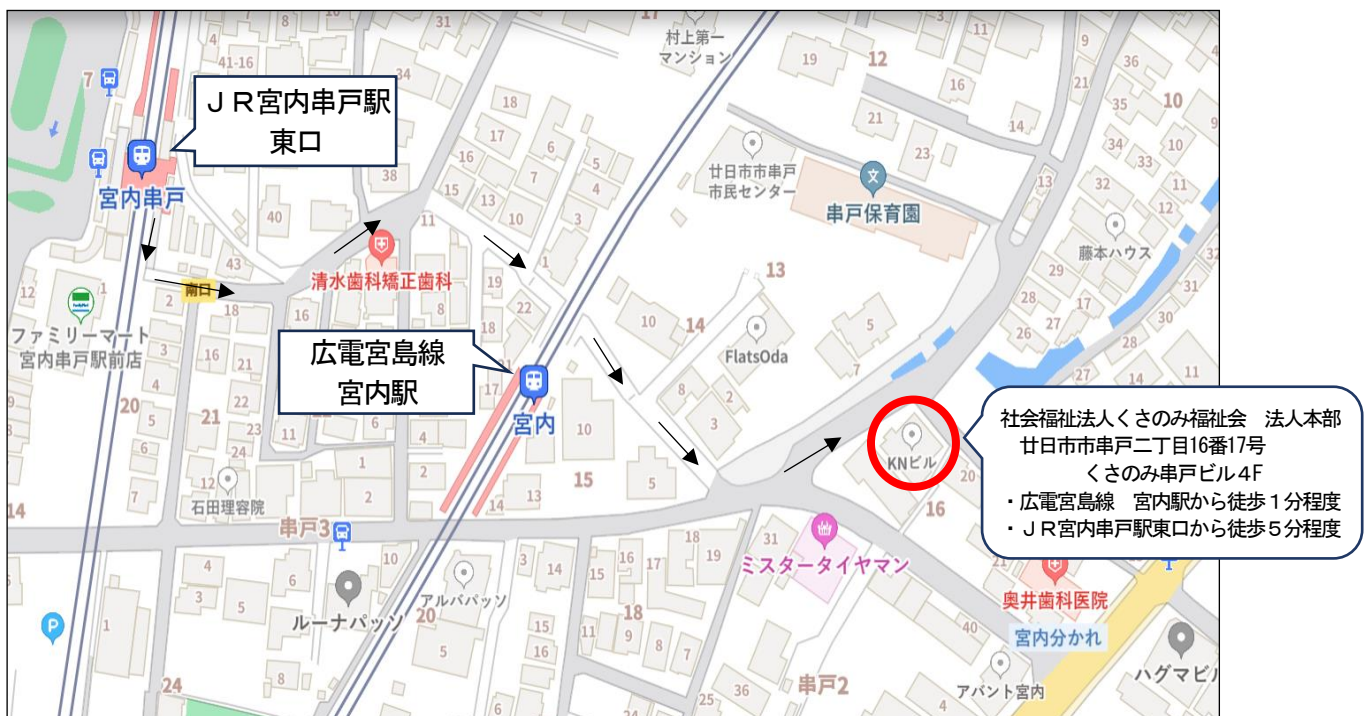 ＪＲ宮内串戸駅
東口
宮内串戸
南口
ファミリーマート
宮内串戸駅前店
清水歯科矯正歯科
広電宮島線
宮内駅
宮内
村上第一
マンション
廿日市市串戸
市民センター
串戸保育園
藤本ハウス
FlatsOda
KNビル
社会福祉法人くさのみ福祉会　法人本部
廿日市市串戸二丁目16番17号
くさのみ串戸ビル４F
・広電宮島線　宮内駅から徒歩１分程度
・ＪＲ宮内串戸駅東口から徒歩５分程度
石田理容院
串戸3
ルーナパッソ
アルバパッソ
ミスタータイヤマン
奥井歯科医院
宮内分かれ
アバント宮内
串戸2
ハグマビル